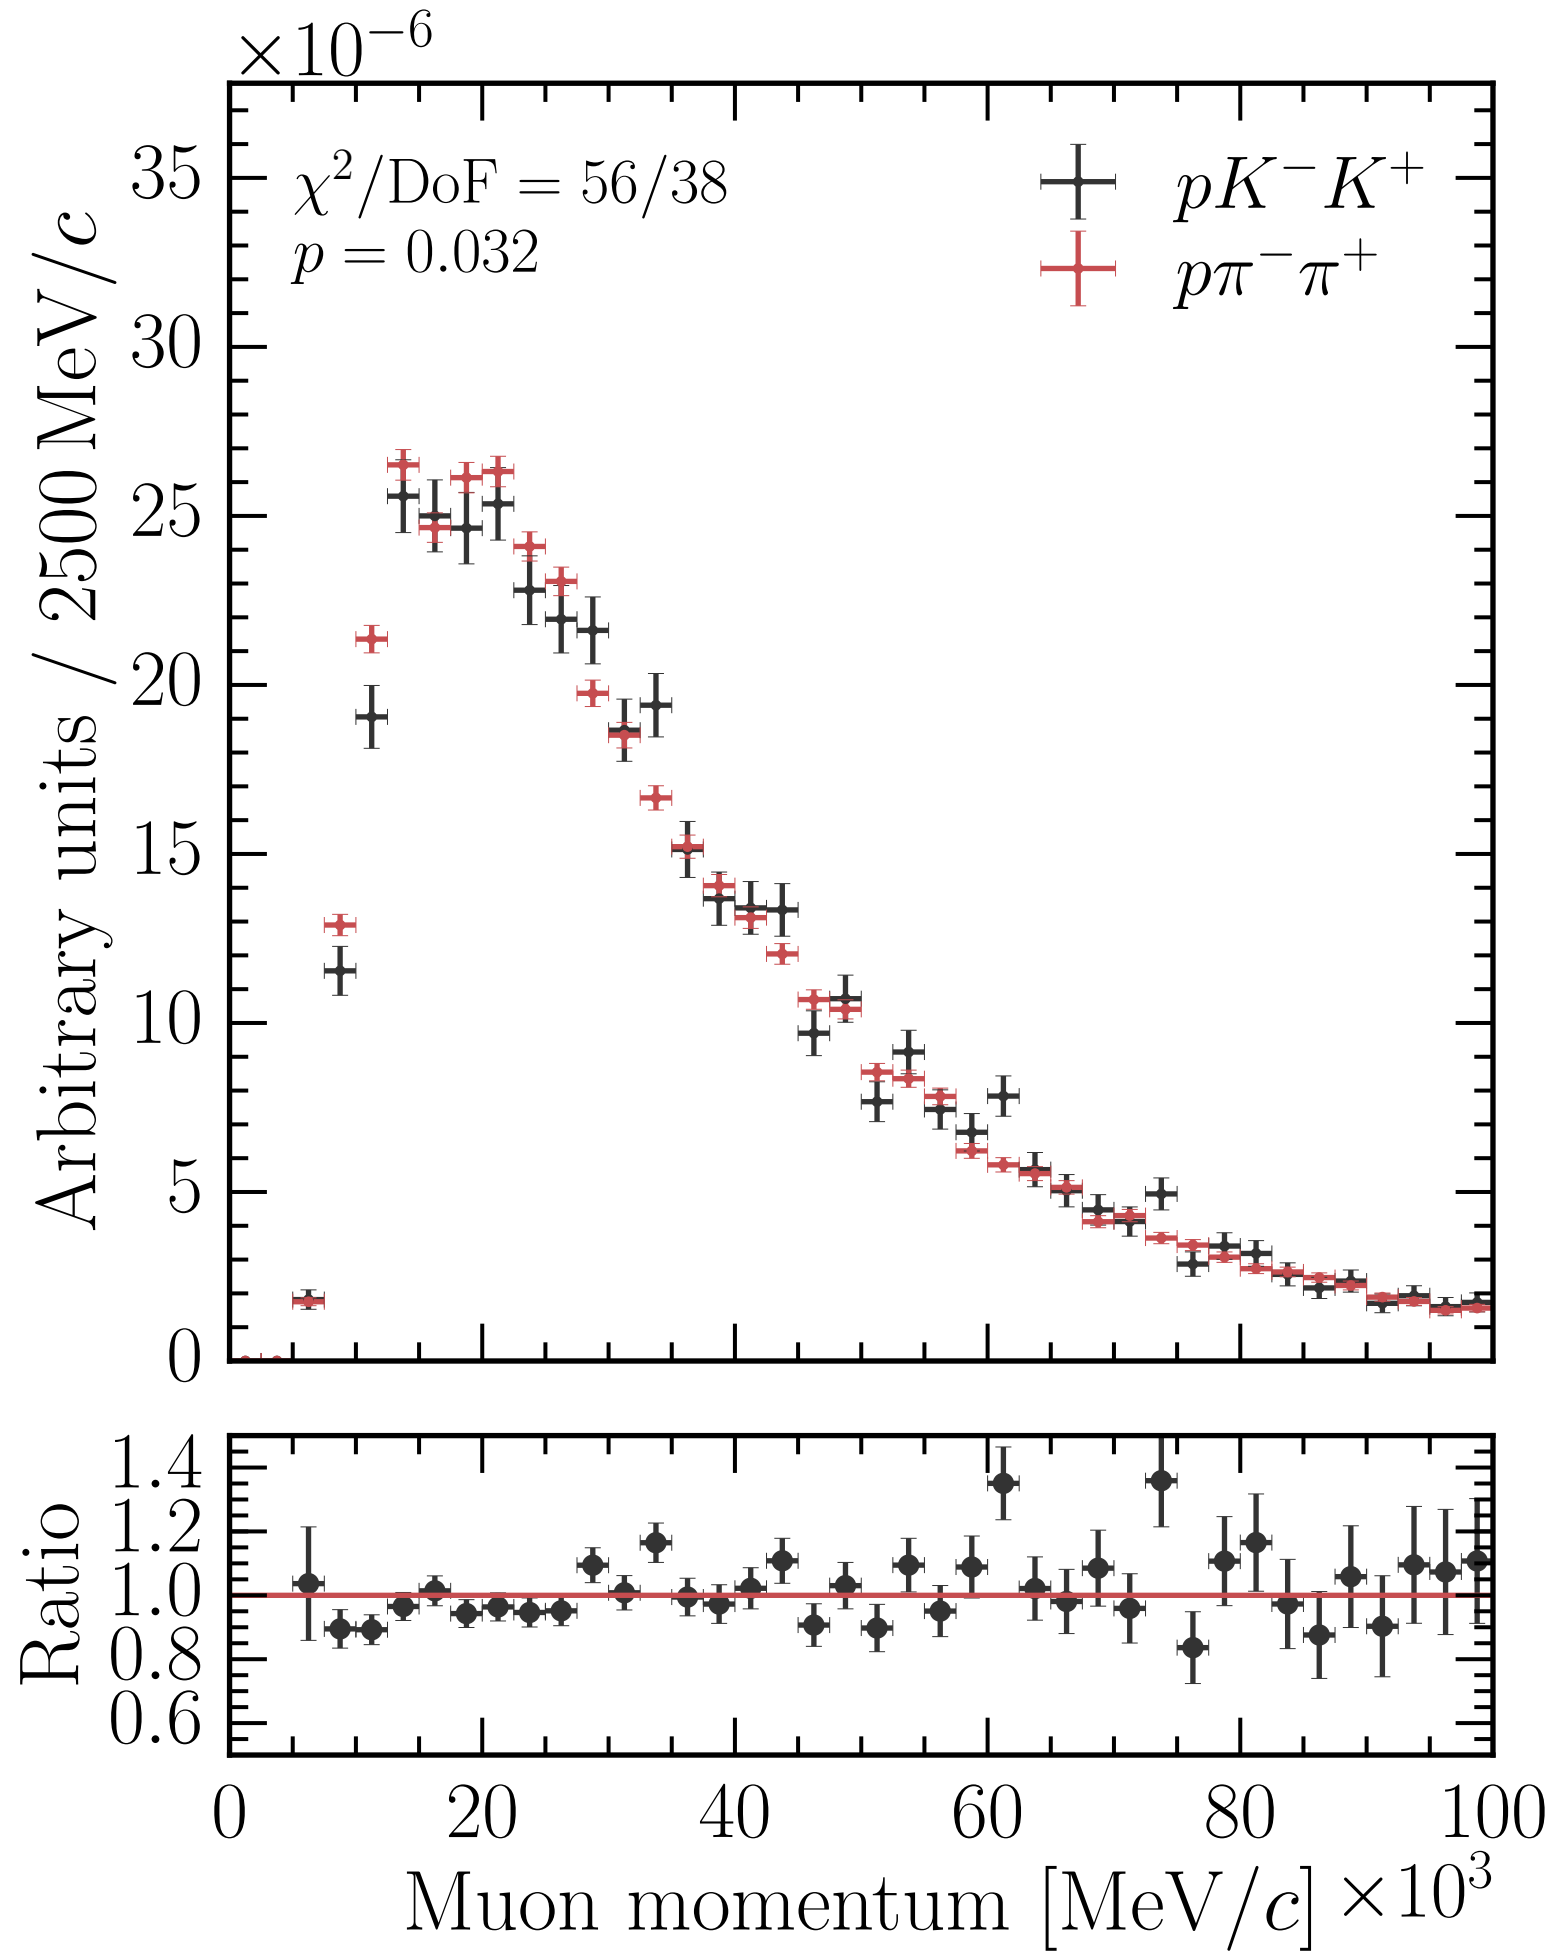 ×10⁻⁶
χ²/DoF = 56/38
p = 0.032
pK⁻K⁺
pπ⁻π⁺
Arbitrary units / 2500 MeV/c
35
30
25
20
15
10
5
0
Ratio
1.4
1.2
1.0
0.8
0.6
0 20 40 60 80 100
Muon momentum [MeV/c] ×10³